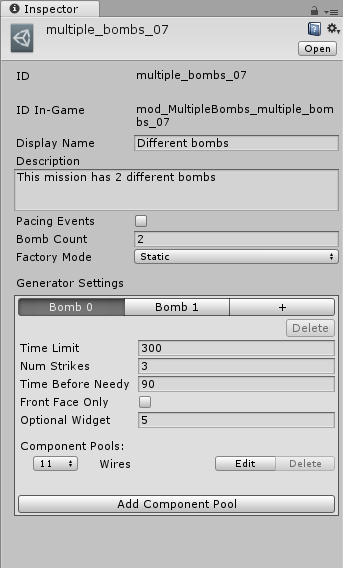 Inspector
multiple_bombs_07
Open
ID multiple_bombs_07
ID In-Game mod_MultipleBombs_multiple_bom
bs_07
Display Name Different bombs
Description
This mission has 2 different bombs
Pacing Events
Bomb Count 2
Factory Mode Static
Generator Settings
Bomb 0 Bomb 1 +
Delete
Time Limit 300
Num Strikes 3
Time Before Needy 90
Front Face Only
Optional Widget 5
Component Pools:
11 Wires Edit Delete
Add Component Pool